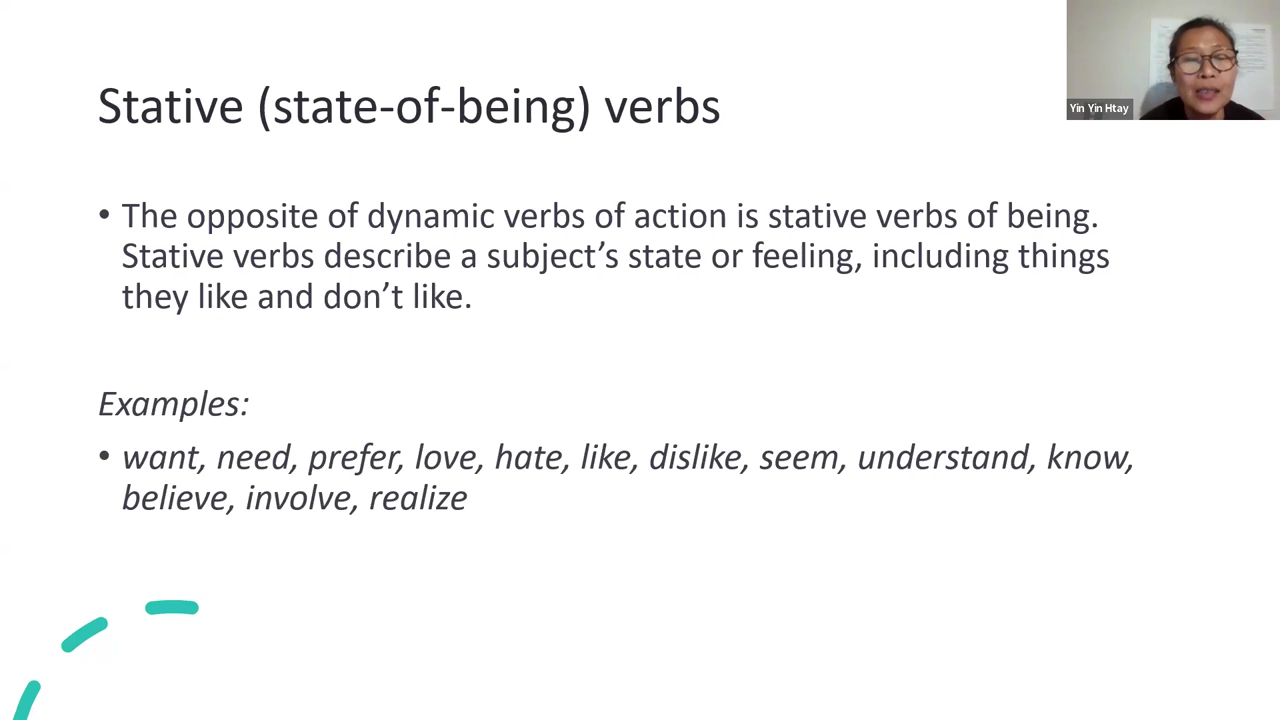 Stative (state-of-being) verbs
Yin Yin Htay
• The opposite of dynamic verbs of action is stative verbs of being.
Stative verbs describe a subject’s state or feeling, including things
they like and don’t like.
Examples:
• want, need, prefer, love, hate, like, dislike, seem, understand, know,
believe, involve, realize